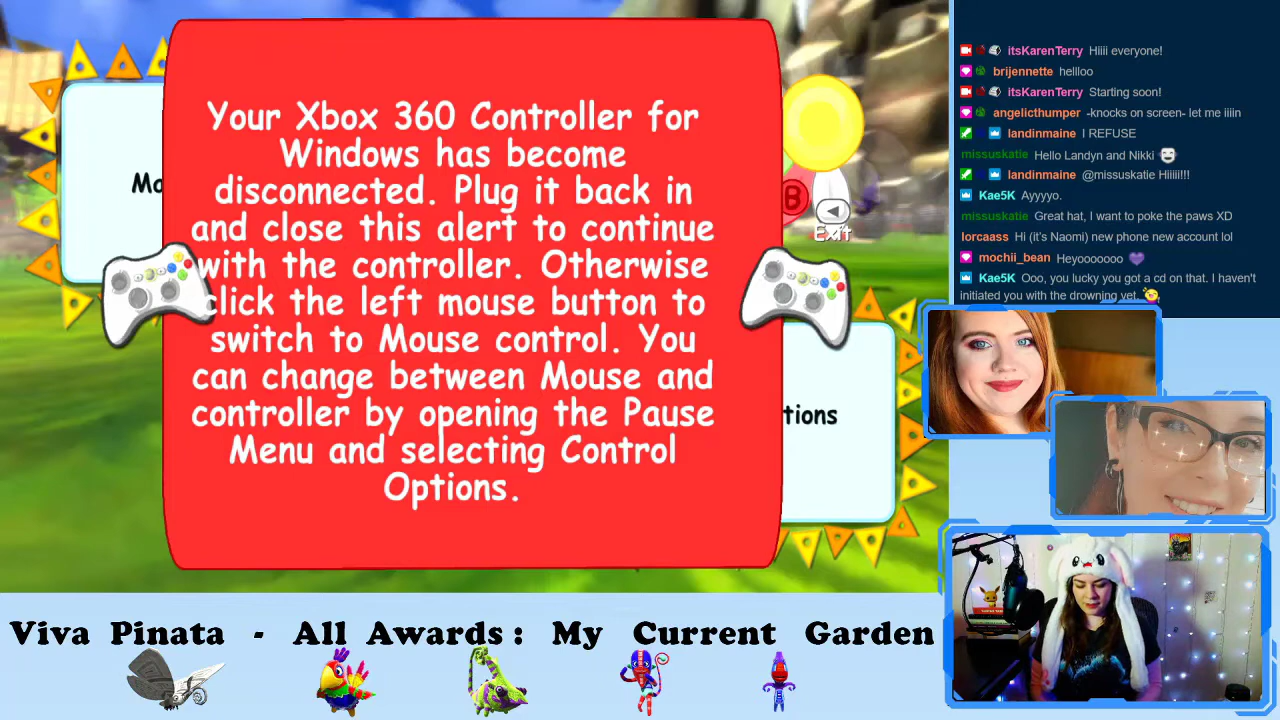 Your Xbox 360 Controller for
Windows has become
disconnected. Plug it back in
and close this alert to continue
with the controller. Otherwise
click the left mouse button to
switch to Mouse control. You
can change between Mouse and
controller by opening the Pause
Menu and selecting Control
Options.
B
Exit
itsKarenTerry Hiiii everyone!
brijennette hellloo
itsKarenTerry Starting soon!
angelicthumper -knocks on screen- let me iiiin
landinmaine I REFUSE
missuskatie Hello Landyn and Nikki
landinmaine @missuskatie Hiiiii!!!
Kae5K Ayyyyo.
missuskatie Great hat, I want to poke the paws XD
lorcaass Hi (it's Naomi) new phone new account lol
mochii_bean Heyooooooo
Kae5K Ooo, you lucky you got a cd on that. I haven't
initiated you with the drowning yet.
Viva Pinata - All Awards: My Current Garden